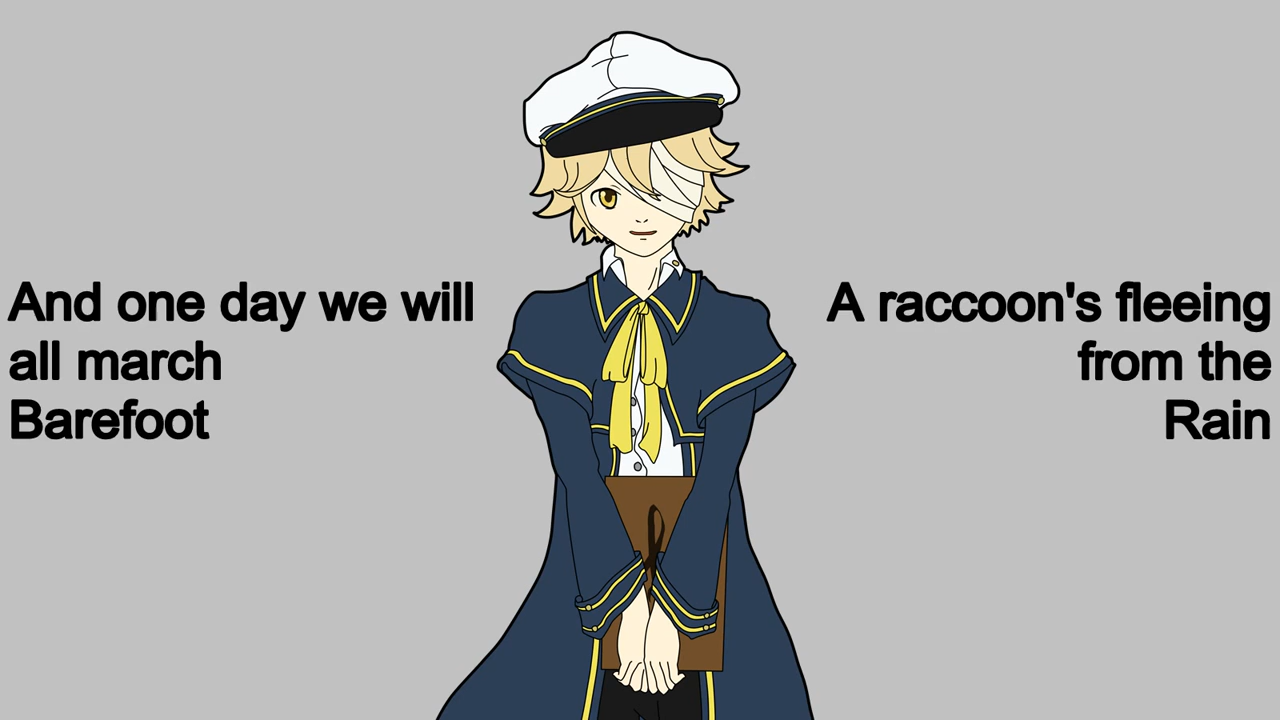 And one day we will
all march
Barefoot
A raccoon's fleeing
from the
Rain